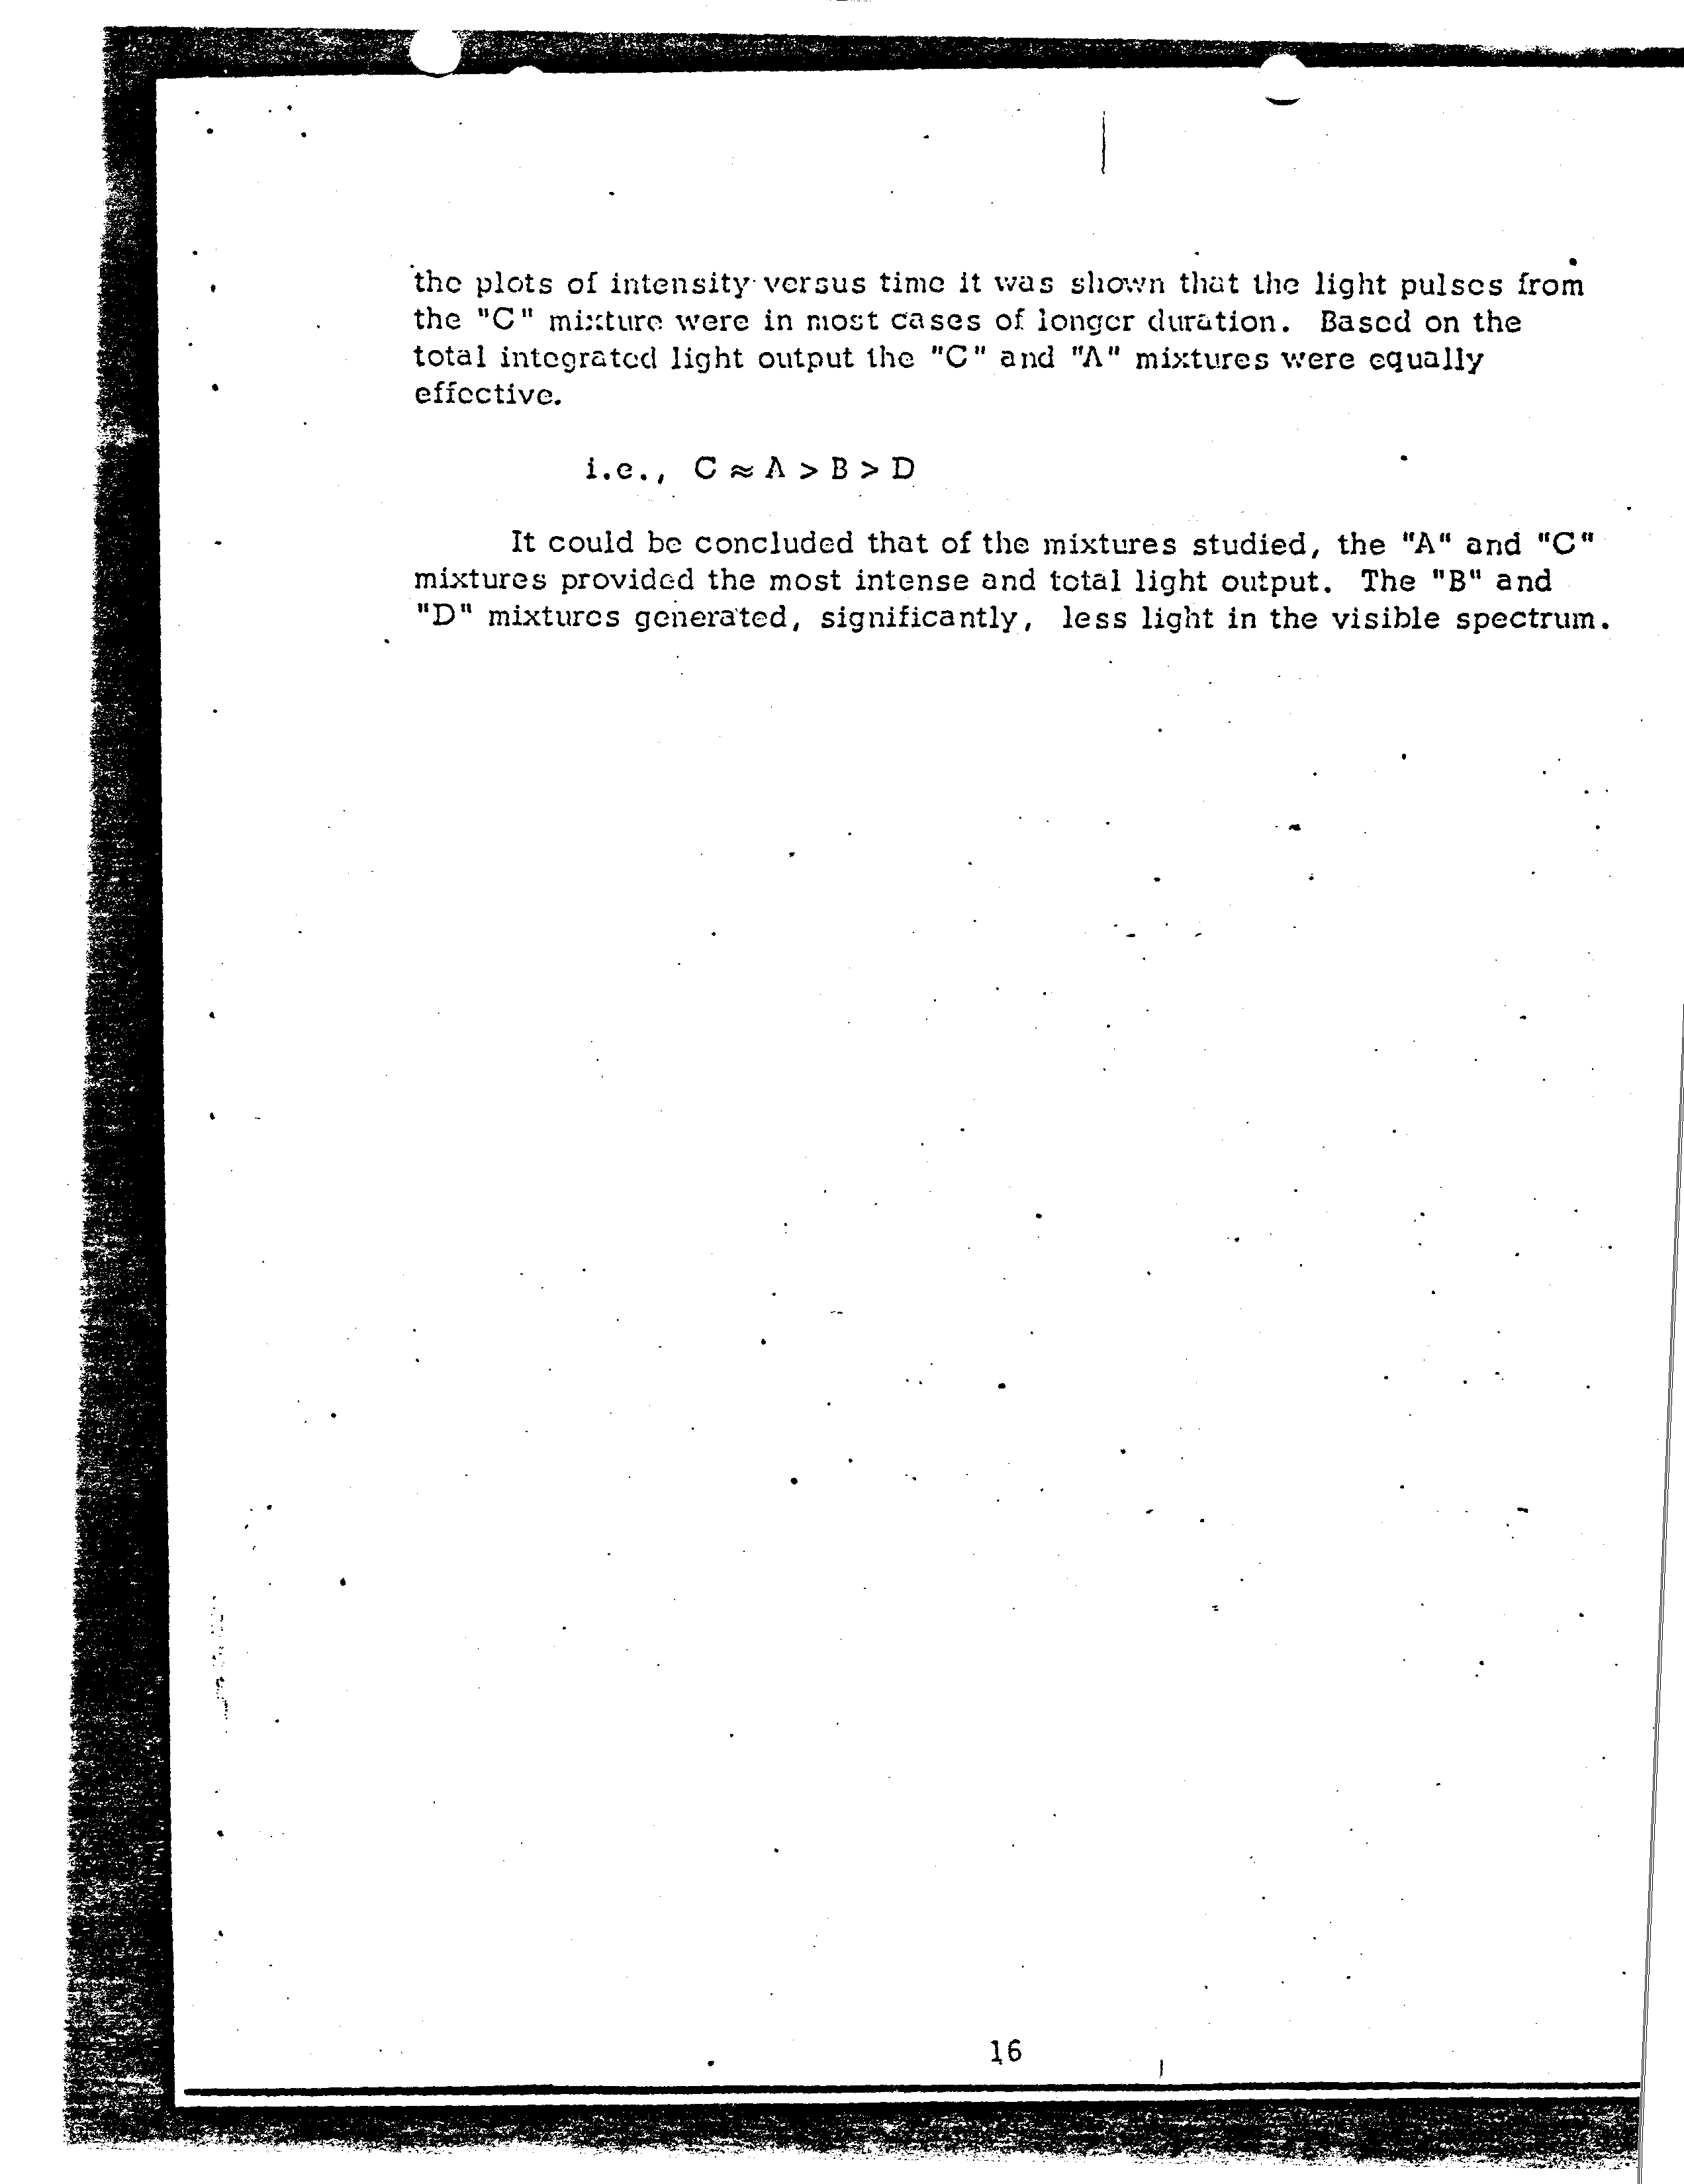 the plots of intensity versus time it was shown that the light pulses from
the "C" mixture were in most cases of longer duration. Based on the
total integrated light output the "C" and "A" mixtures were equally
effective.
i.e., C ≈ A > B > D
It could be concluded that of the mixtures studied, the "A" and "C"
mixtures provided the most intense and total light output. The "B" and
"D" mixtures generated, significantly, less light in the visible spectrum.
16